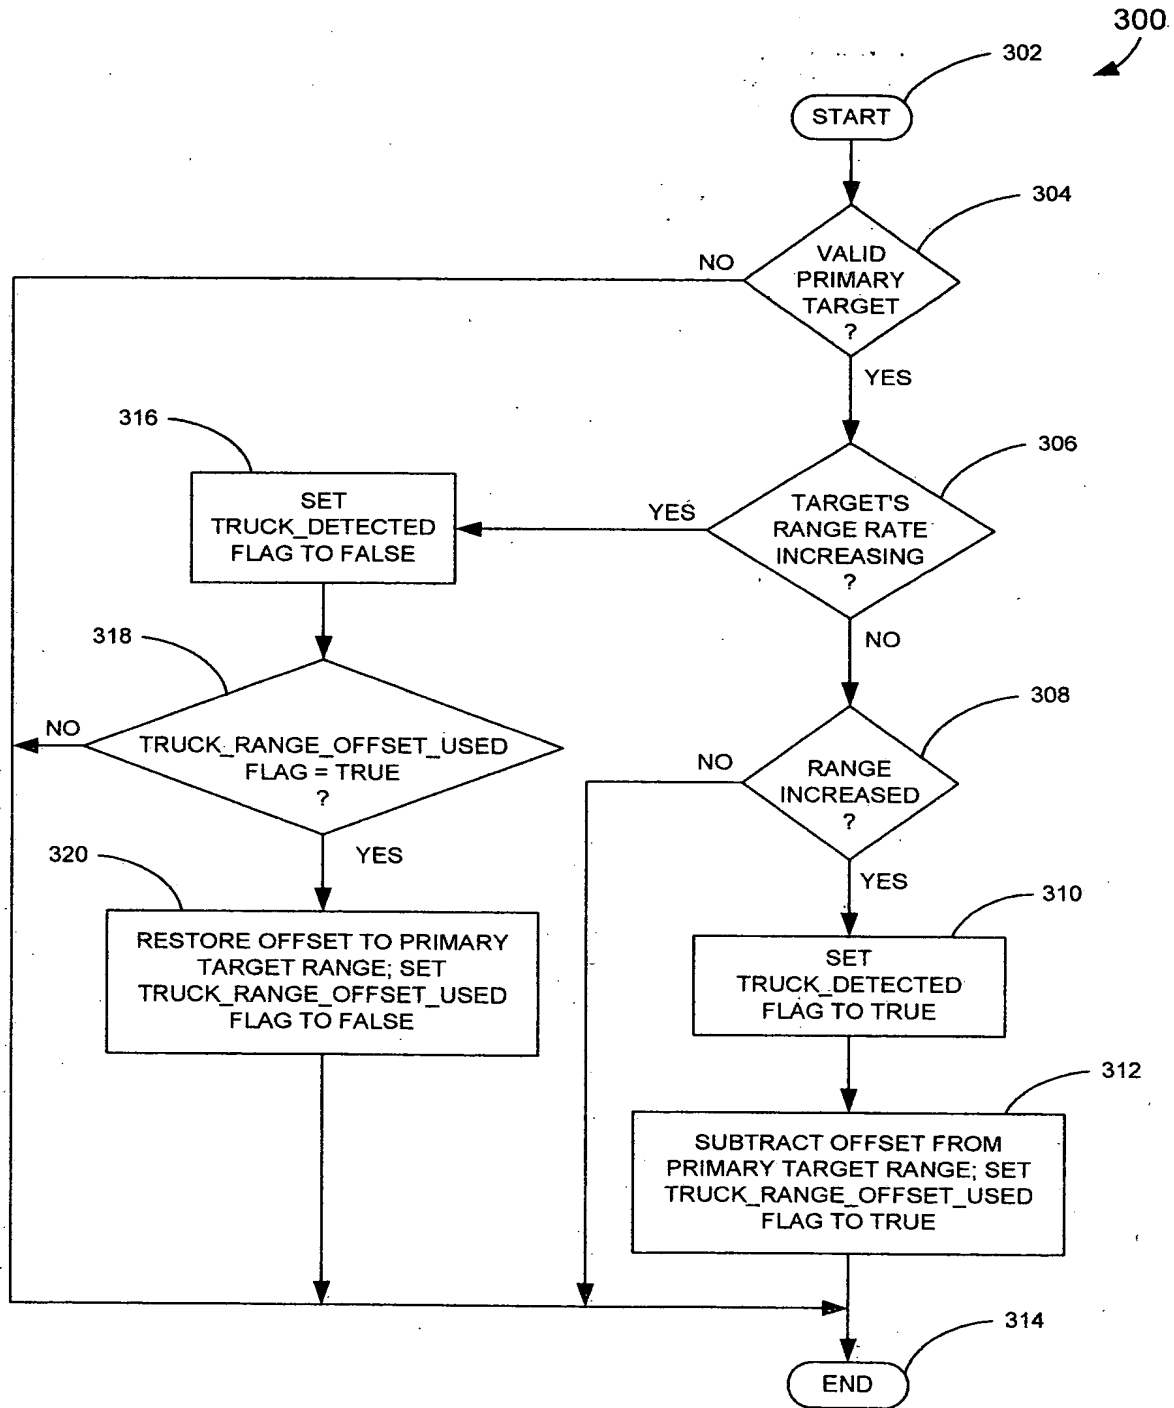 300
302
START
304
NO
VALID
PRIMARY
TARGET
?
YES
316
306
SET
TRUCK_DETECTED
FLAG TO FALSE
YES
TARGET'S
RANGE RATE
INCREASING
?
NO
318
308
NO
TRUCK_RANGE_OFFSET_USED
FLAG = TRUE
?
NO
RANGE
INCREASED
?
320
YES
YES
310
RESTORE OFFSET TO PRIMARY
TARGET RANGE; SET
TRUCK_RANGE_OFFSET_USED
FLAG TO FALSE
SET
TRUCK_DETECTED
FLAG TO TRUE
312
SUBTRACT OFFSET FROM
PRIMARY TARGET RANGE; SET
TRUCK_RANGE_OFFSET_USED
FLAG TO TRUE
314
END